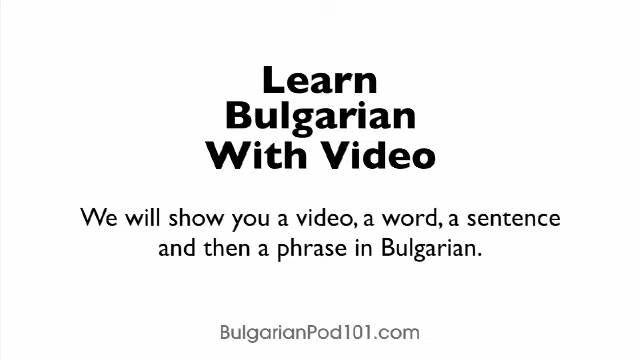 Learn
Bulgarian
With Video
We will show you a video, a word, a sentence
and then a phrase in Bulgarian.
BulgarianPod101.com